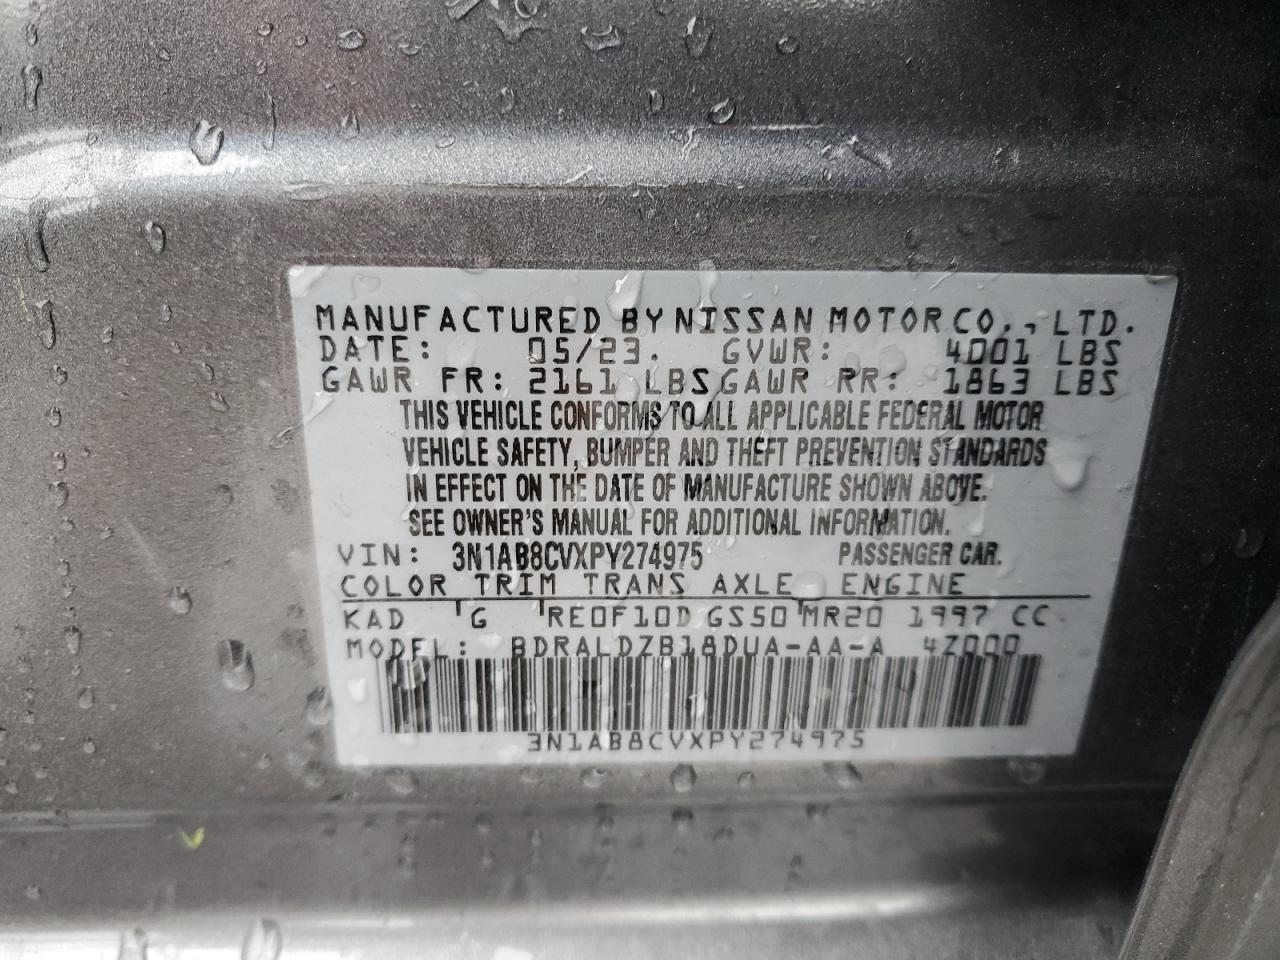 MANUFACTURED BY NISSAN MOTOR CO., LTD.
DATE: 05/23. GVWR: 4001 LBS
GAWR FR: 2161 LBS GAWR RR: 1863 LBS
THIS VEHICLE CONFORMS TO ALL APPLICABLE FEDERAL MOTOR
VEHICLE SAFETY, BUMPER AND THEFT PREVENTION STANDARDS
IN EFFECT ON THE DATE OF MANUFACTURE SHOWN ABOVE.
SEE OWNER'S MANUAL FOR ADDITIONAL INFORMATION.
VIN: 3N1AB8CVXPY274975 PASSENGER CAR.
COLOR TRIM TRANS AXLE ENGINE
KAD G RE0F10D GS50 MR20 1997 CC
MODEL: BDRALDZB18DUA-AA-A 4Z000
3N1AB8CVXPY274975